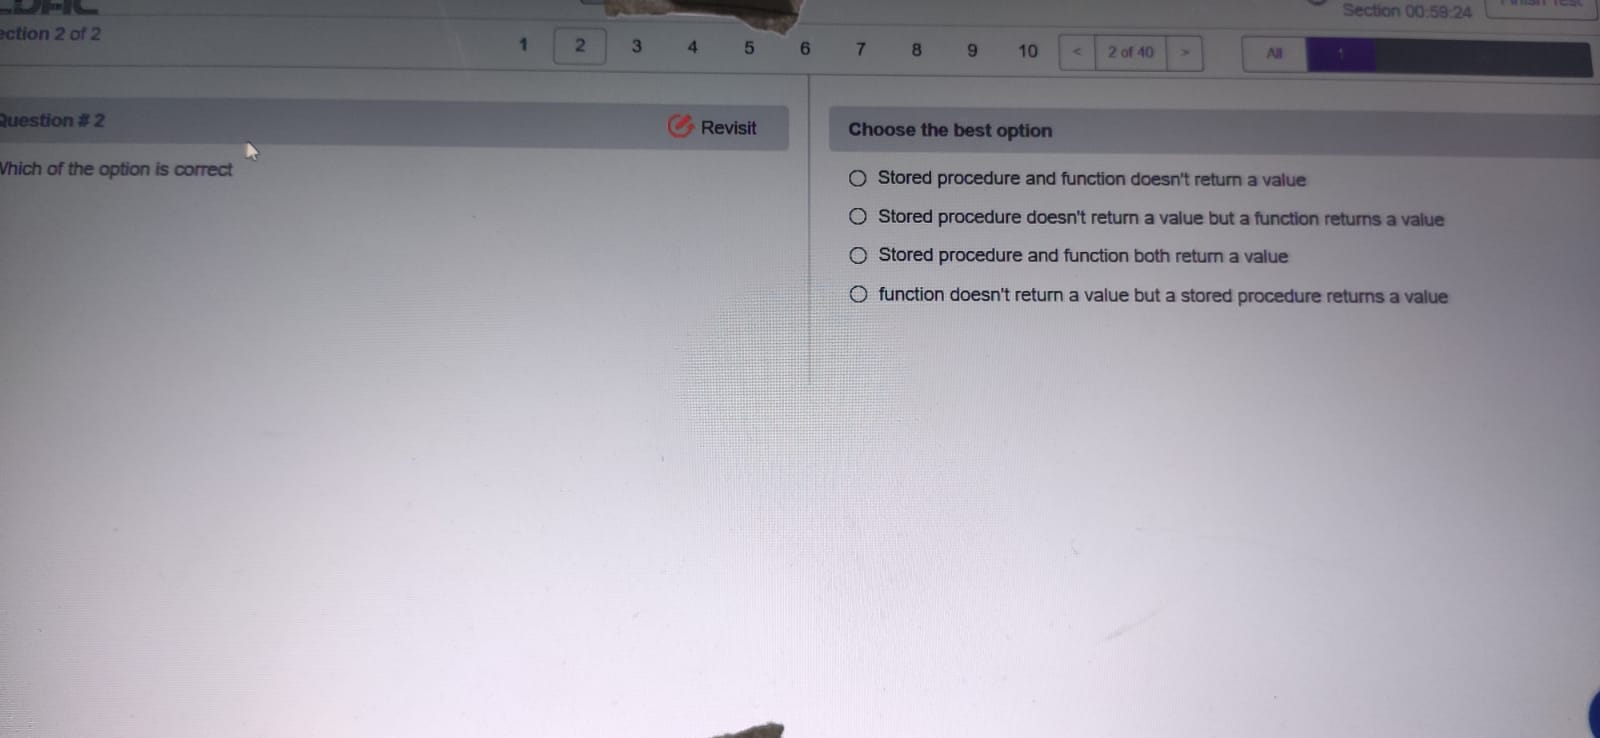 Section 00:59:24
ection 2 of 2
1 2 3 4 5 6 7 8 9 10 < 2 of 40 > All 1
Question # 2
Revisit
Which of the option is correct
Choose the best option
Stored procedure and function doesn't return a value
Stored procedure doesn't return a value but a function returns a value
Stored procedure and function both return a value
function doesn't return a value but a stored procedure returns a value